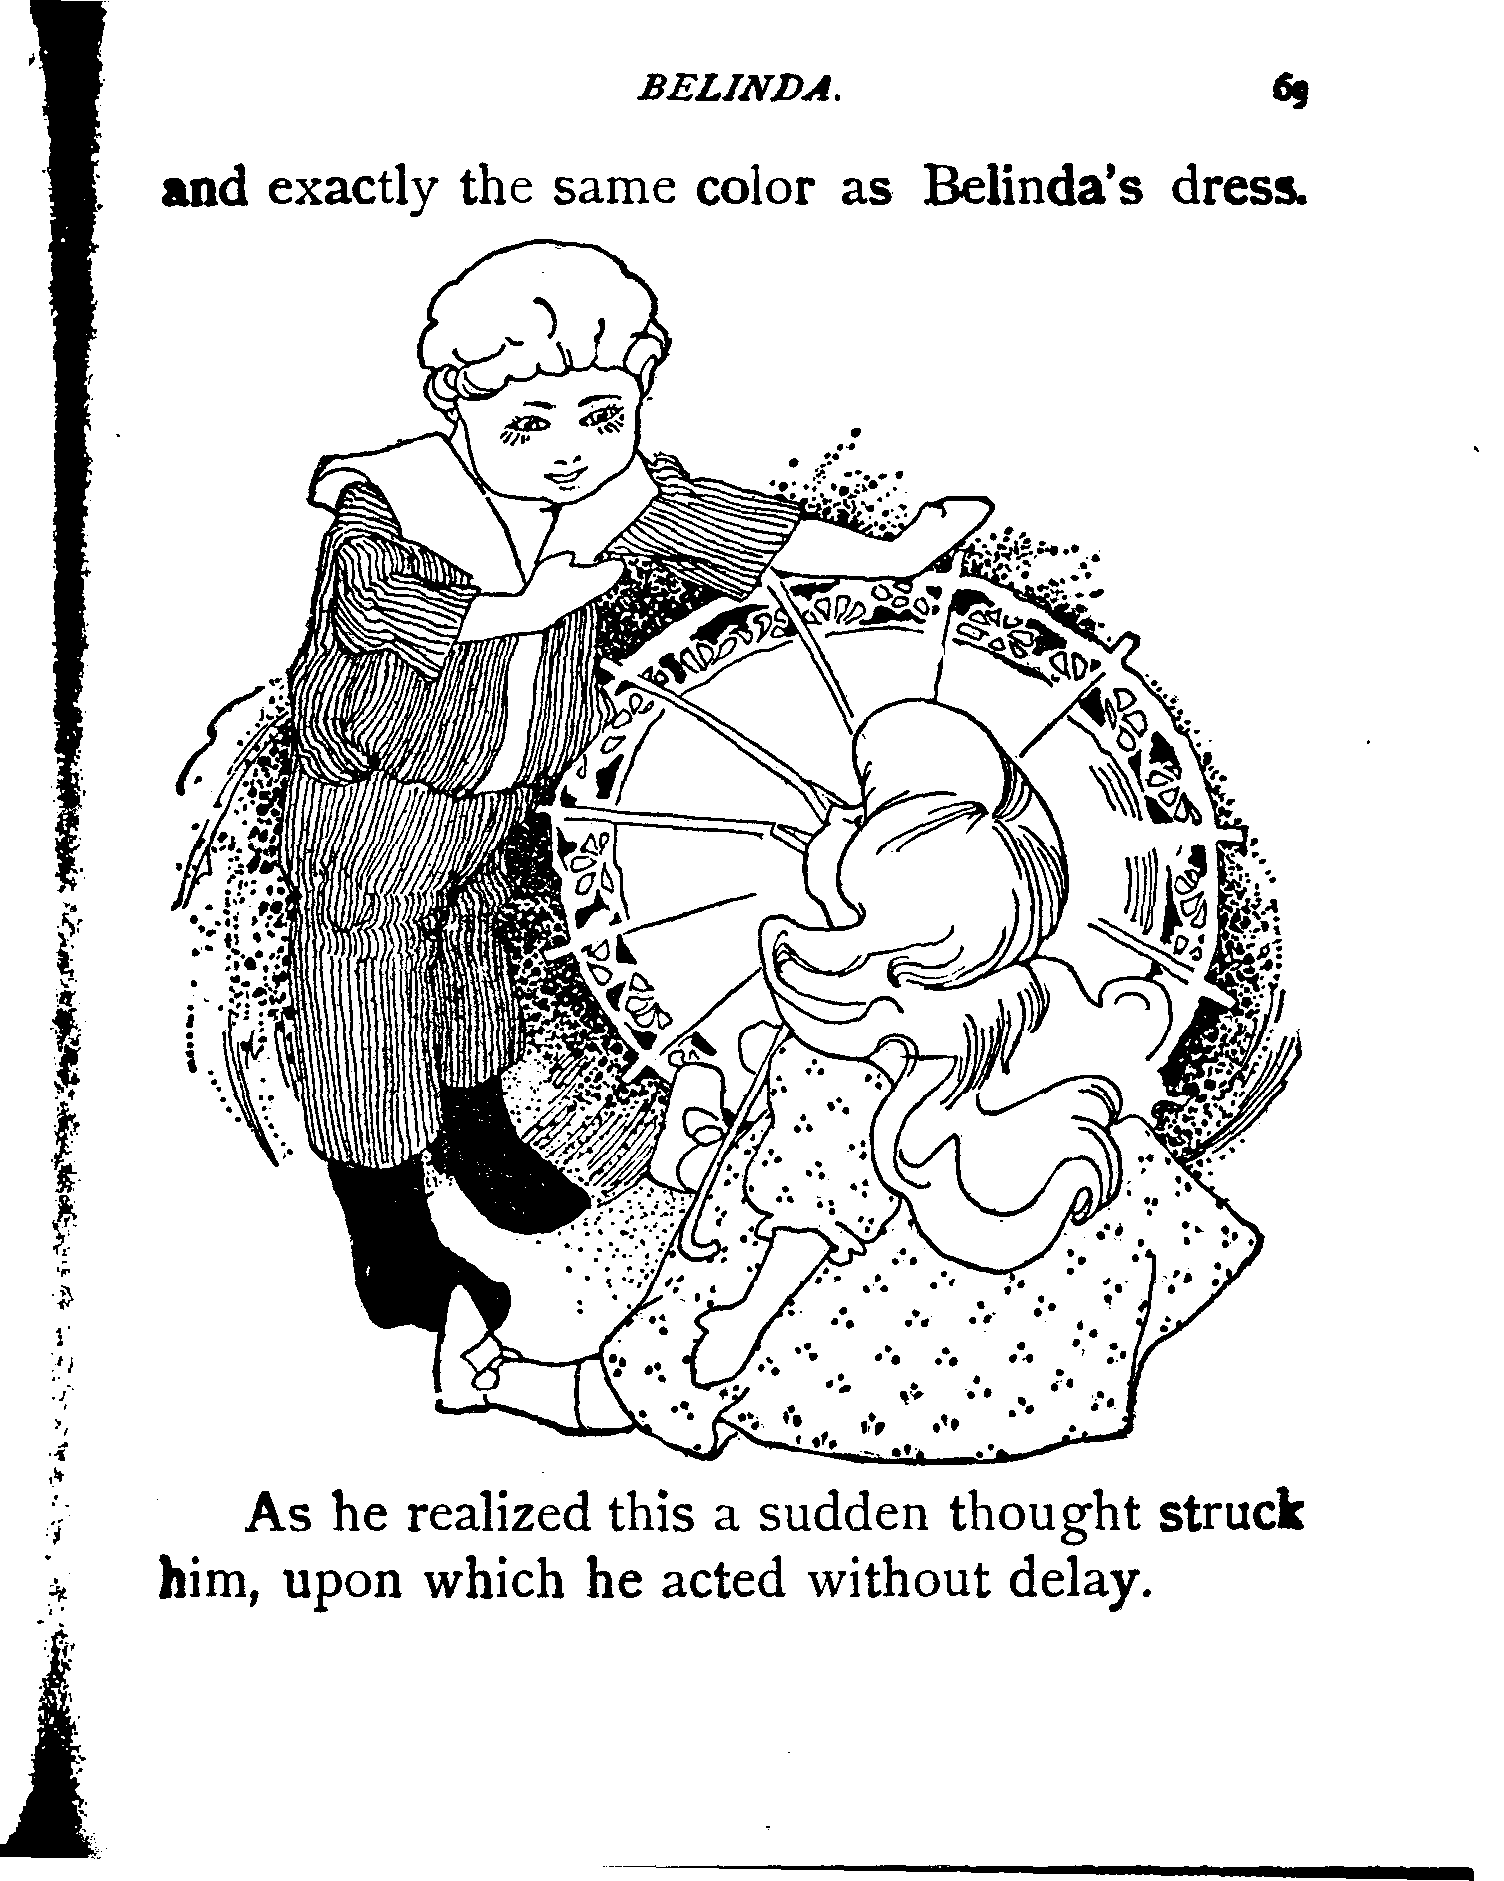 BELINDA. 69
and exactly the same color as Belinda's dress.
As he realized this a sudden thought struck
him, upon which he acted without delay.